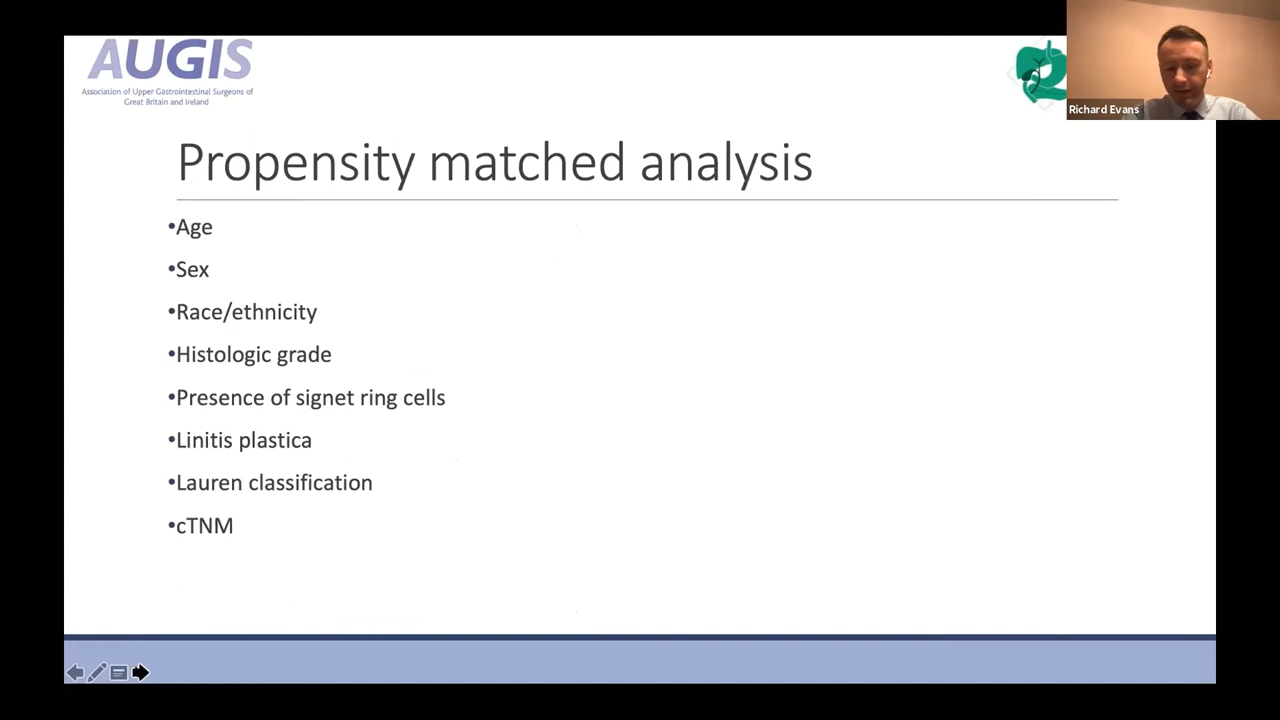 AUGIS
Association of Upper Gastrointestinal Surgeons of
Great Britain and Ireland
Richard Evans
Propensity matched analysis
•Age
•Sex
•Race/ethnicity
•Histologic grade
•Presence of signet ring cells
•Linitis plastica
•Lauren classification
•cTNM